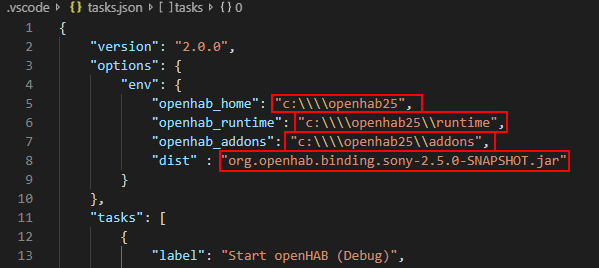 .vscode > {} tasks.json > [ ] tasks > {} 0
1 {
2 "version": "2.0.0",
3 "options": {
4 "env": {
5 "openhab_home": "c:\\\\openhab25",
6 "openhab_runtime": "c:\\\\openhab25\\runtime",
7 "openhab_addons": "c:\\\\openhab25\\addons",
8 "dist" : "org.openhab.binding.sony-2.5.0-SNAPSHOT.jar"
9 }
10 },
11 "tasks": [
12 {
13 "label": "Start openHAB (Debug)",